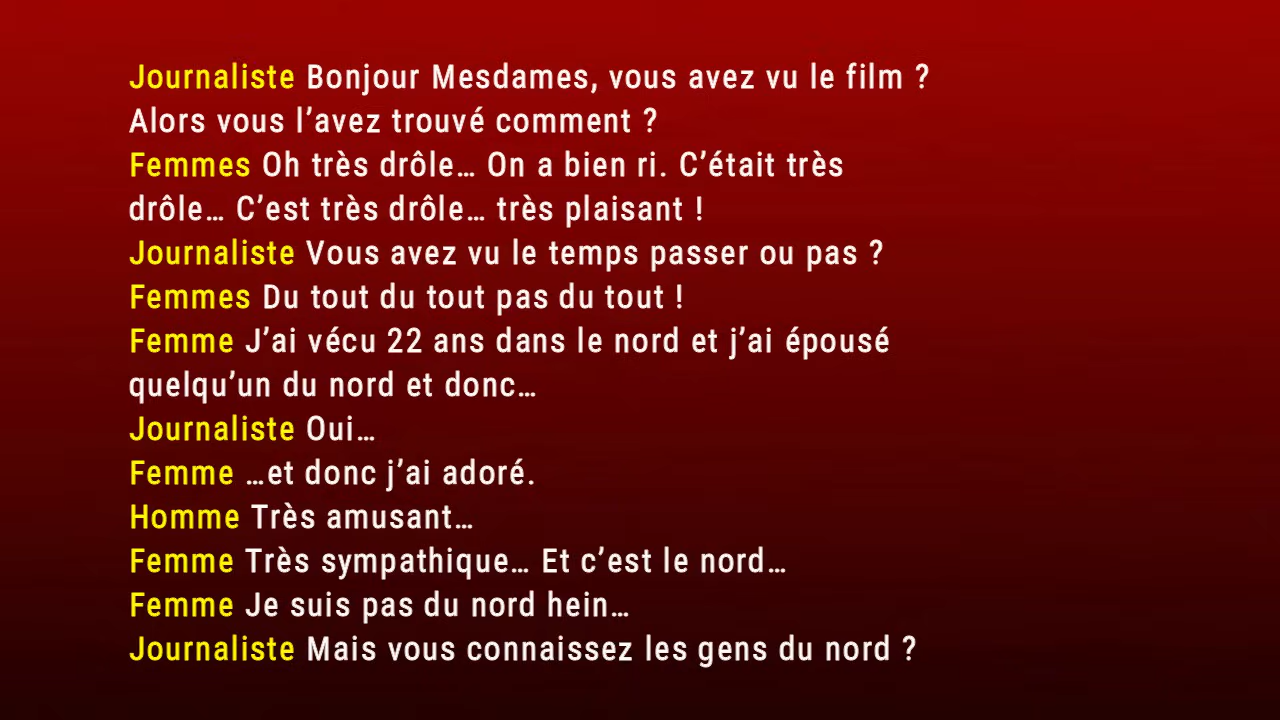 Journaliste Bonjour Mesdames, vous avez vu le film ?
Alors vous l’avez trouvé comment ?
Femmes Oh très drôle… On a bien ri. C’était très
drôle… C’est très drôle… très plaisant !
Journaliste Vous avez vu le temps passer ou pas ?
Femmes Du tout du tout pas du tout !
Femme J’ai vécu 22 ans dans le nord et j’ai épousé
quelqu’un du nord et donc…
Journaliste Oui…
Femme …et donc j’ai adoré.
Homme Très amusant…
Femme Très sympathique… Et c’est le nord…
Femme Je suis pas du nord hein…
Journaliste Mais vous connaissez les gens du nord ?